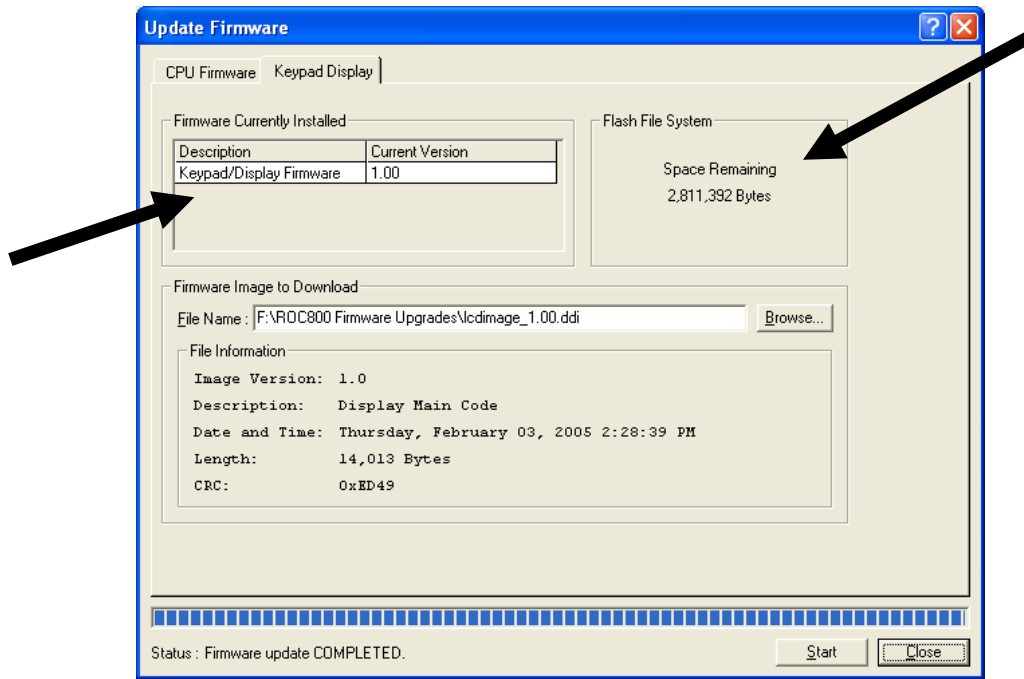 Update Firmware
CPU Firmware Keypad Display
Firmware Currently Installed
Description Current Version
Keypad/Display Firmware 1.00
Flash File System
Space Remaining
2,811,392 Bytes
Firmware Image to Download
File Name : F:\ROC800 Firmware Upgrades\lcdimage_1.00.ddi Browse...
File Information
Image Version: 1.0
Description: Display Main Code
Date and Time: Thursday, February 03, 2005 2:28:39 PM
Length: 14,013 Bytes
CRC: 0xED49
Status : Firmware update COMPLETED. Start Close